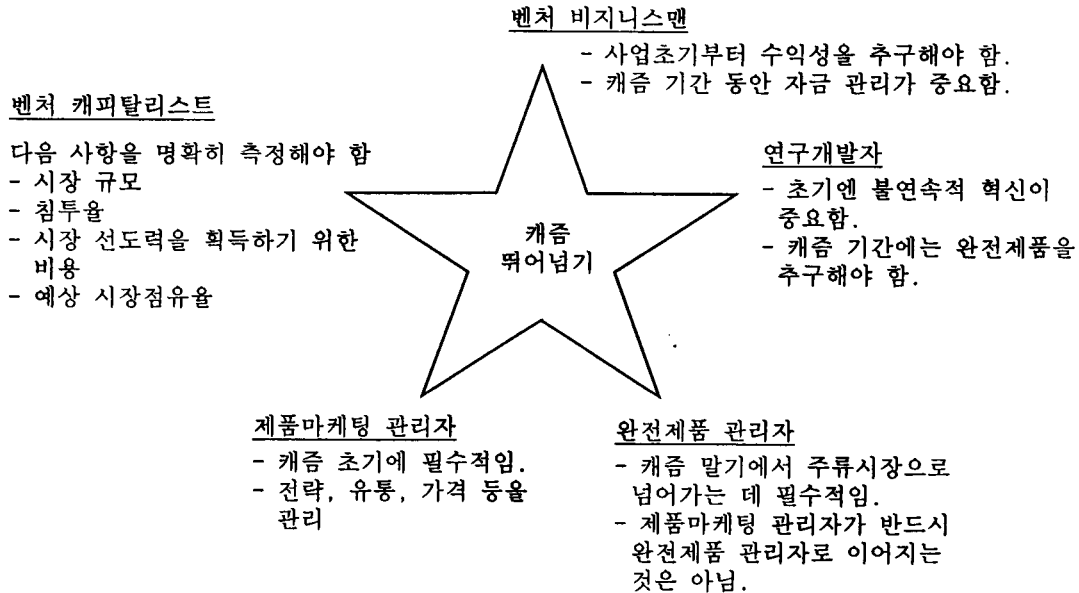 벤처 비지니스맨
- 사업초기부터 수익성을 추구해야 함.
- 캐즘 기간 동안 자금 관리가 중요함.
벤처 캐피탈리스트
다음 사항을 명확히 측정해야 함
- 시장 규모
- 침투율
- 시장 선도력을 획득하기 위한
비용
- 예상 시장점유율
연구개발자
- 초기엔 불연속적 혁신이
중요함.
- 캐즘 기간에는 완전제품을
추구해야 함.
캐즘
뛰어넘기
제품마케팅 관리자
- 캐즘 초기에 필수적임.
- 전략, 유통, 가격 등을
관리
완전제품 관리자
- 캐즘 말기에서 주류시장으로
넘어가는 데 필수적임.
- 제품마케팅 관리자가 반드시
완전제품 관리자로 이어지는
것은 아님.